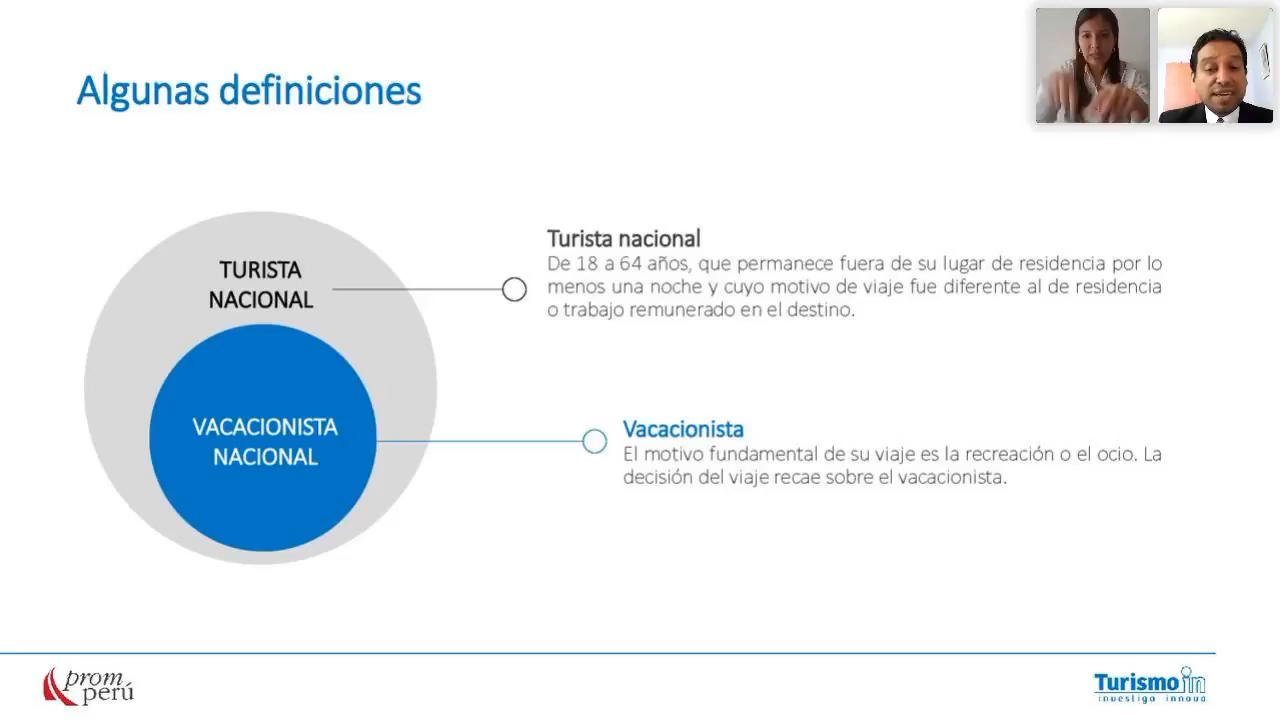 Algunas definiciones
TURISTA
NACIONAL
Turista nacional
De 18 a 64 años, que permanece fuera de su lugar de residencia por lo
menos una noche y cuyo motivo de viaje fue diferente al de residencia
o trabajo remunerado en el destino.
VACACIONISTA
NACIONAL
Vacacionista
El motivo fundamental de su viaje es la recreación o el ocio. La
decisión del viaje recae sobre el vacacionista.
prom
perú
Turismo in
investiga innova